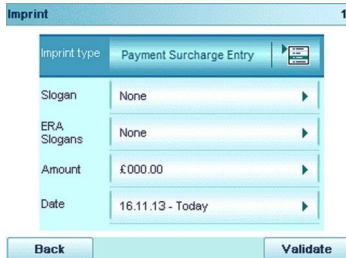 Imprint 1
Imprint type Payment Surcharge Entry
Slogan None
ERA
Slogans None
Amount £000.00
Date 16.11.13 - Today
Back Validate